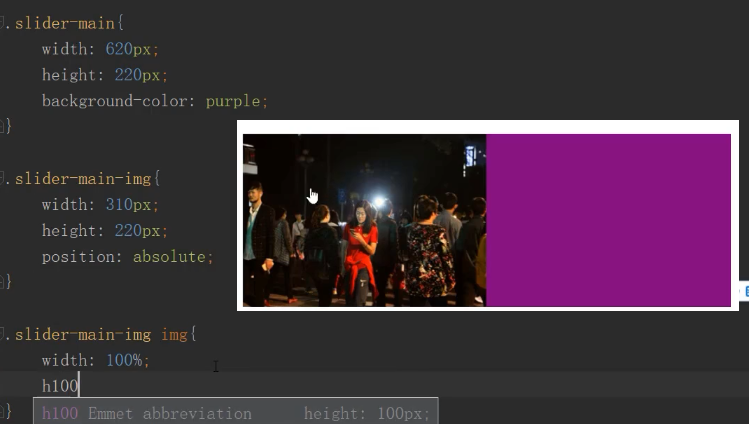 .slider-main{
width: 620px;
height: 220px;
background-color: purple;
}
.slider-main-img{
width: 310px;
height: 220px;
position: absolute;
}
.slider-main-img img{
width: 100%;
h100
} h100 Emmet abbreviation height: 100px;